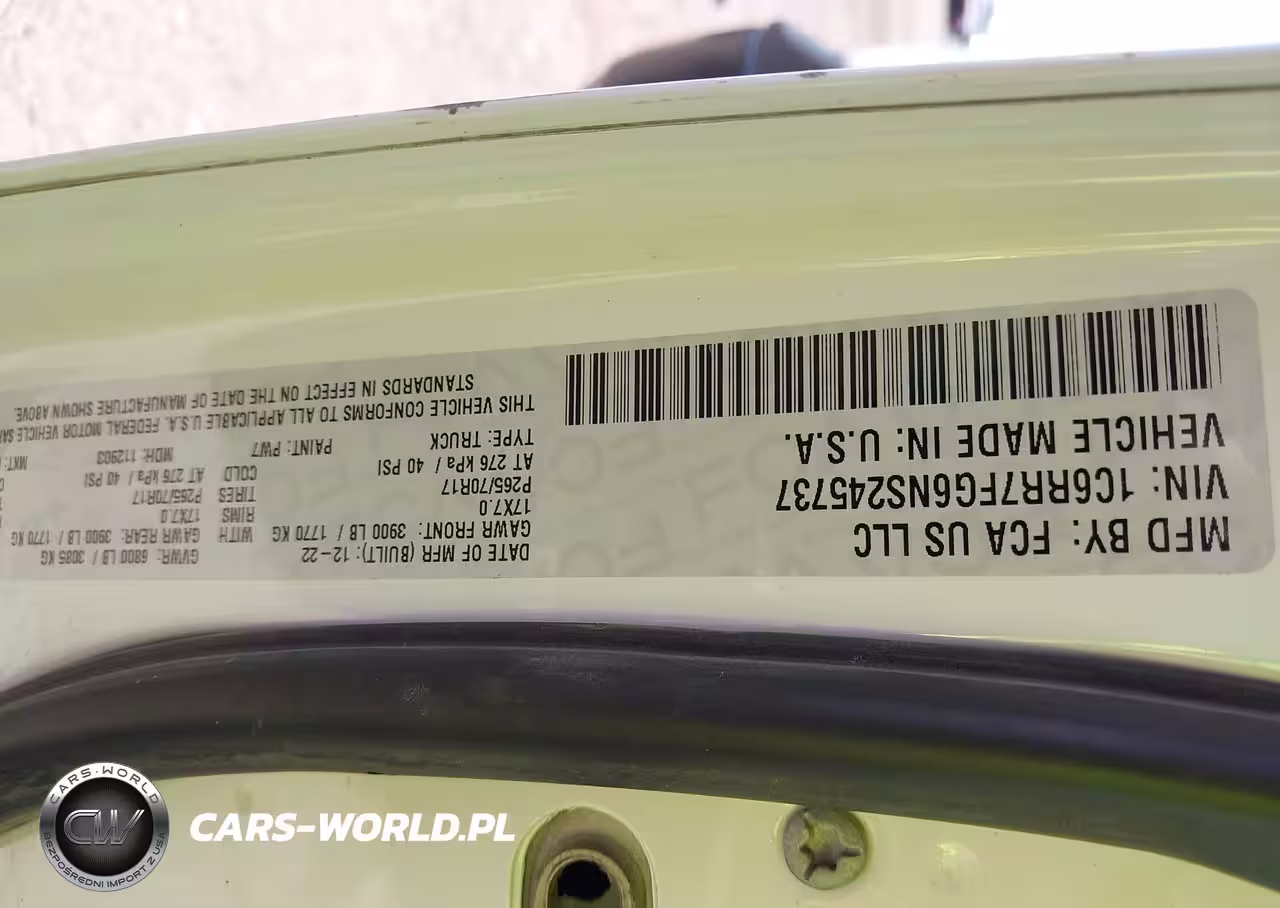 MFD BY: FCA US LLC
VIN: 1C6RR7FG6NS245737
VEHICLE MADE IN: U.S.A.
DATE OF MFR (BUILT): 12-22
GVWR: 6800 LB / 3085 KG
GAWR FRONT: 3900 LB / 1770 KG
WITH GAWR REAR: 3900 LB / 1770 KG
17X7.0
RIMS 17X7.0
P265/70R17
TIRES P265/70R17
AT 276 kPa / 40 PSI
COLD AT 276 kPa / 40 PSI
TYPE: TRUCK
PAINT: PW7
MDH: 112903
MKT:
THIS VEHICLE CONFORMS TO ALL APPLICABLE U.S.A. FEDERAL MOTOR VEHICLE
STANDARDS IN EFFECT ON THE DATE OF MANUFACTURE SHOWN ABOVE.
CARS-WORLD
CW
BEZPOŚREDNI IMPORT Z USA
CARS-WORLD.PL